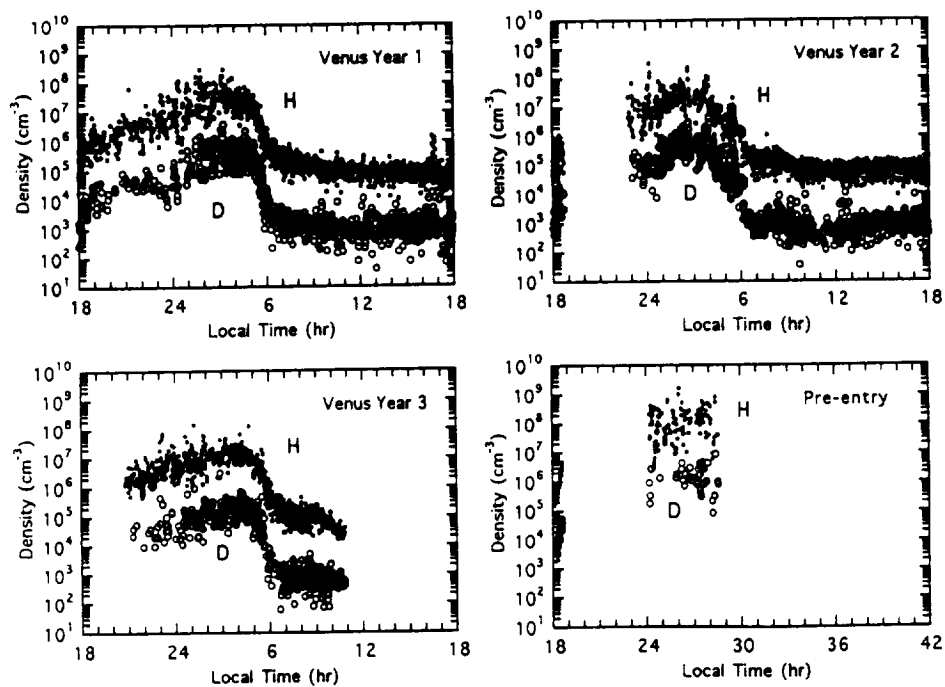 10^10
10^9
10^8
10^7
10^6
10^5
10^4
10^3
10^2
10^1
Density (cm^-3)
Venus Year 1
H
D
18 24 6 12 18
Local Time (hr)
10^10
10^9
10^8
10^7
10^6
10^5
10^4
10^3
10^2
10^1
Density (cm^-3)
Venus Year 2
H
D
18 24 6 12 18
Local Time (hr)
10^10
10^9
10^8
10^7
10^6
10^5
10^4
10^3
10^2
10^1
Density (cm^-3)
Venus Year 3
H
D
18 24 6 12 18
Local Time (hr)
10^10
10^9
10^8
10^7
10^6
10^5
10^4
10^3
10^2
10^1
Density (cm^-3)
Pre-entry
H
D
18 24 30 36 42
Local Time (hr)